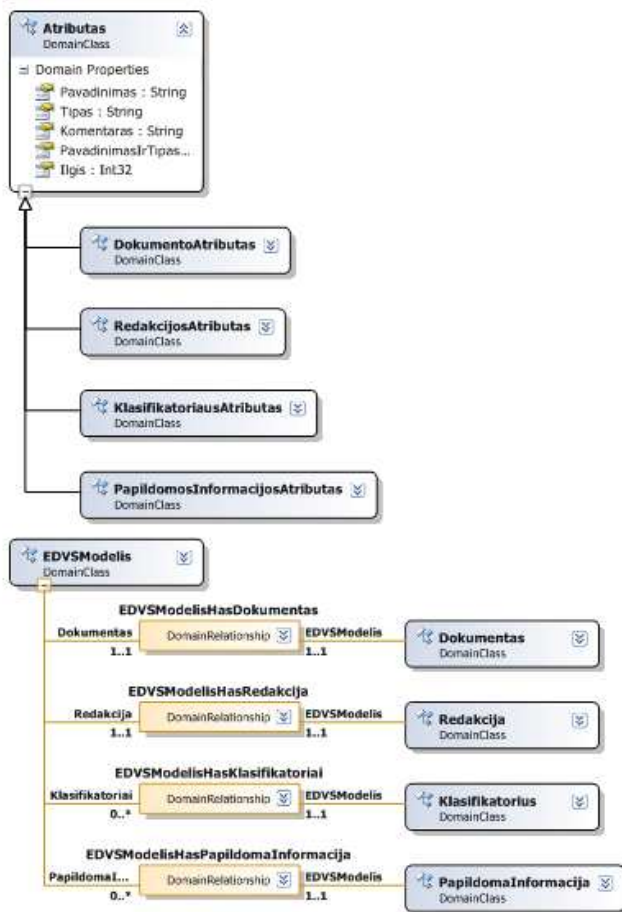 Atributas
DomainClass
Domain Properties
Pavadinimas : String
Tipas : String
Komentaras : String
PavadinimasIrTipas...
Ilgis : Int32
DokumentoAtributas
DomainClass
RedakcijosAtributas
DomainClass
KlasifikatoriausAtributas
DomainClass
PapildomosInformacijosAtributas
DomainClass
EDVSModelis
DomainClass
EDVSModelisHasDokumentas
Dokumentas DomainRelationship EDVSModelis Dokumentas
1..1 1..1 DomainClass
EDVSModelisHasRedakcija
Redakcija DomainRelationship EDVSModelis Redakcija
1..1 1..1 DomainClass
EDVSModelisHasKlasifikatoriai
Klasifikatoriai DomainRelationship EDVSModelis Klasifikatorius
0..* 1..1 DomainClass
EDVSModelisHasPapildomaInformacija
PapildomaI... DomainRelationship EDVSModelis PapildomaInformacija
0..* 1..1 DomainClass